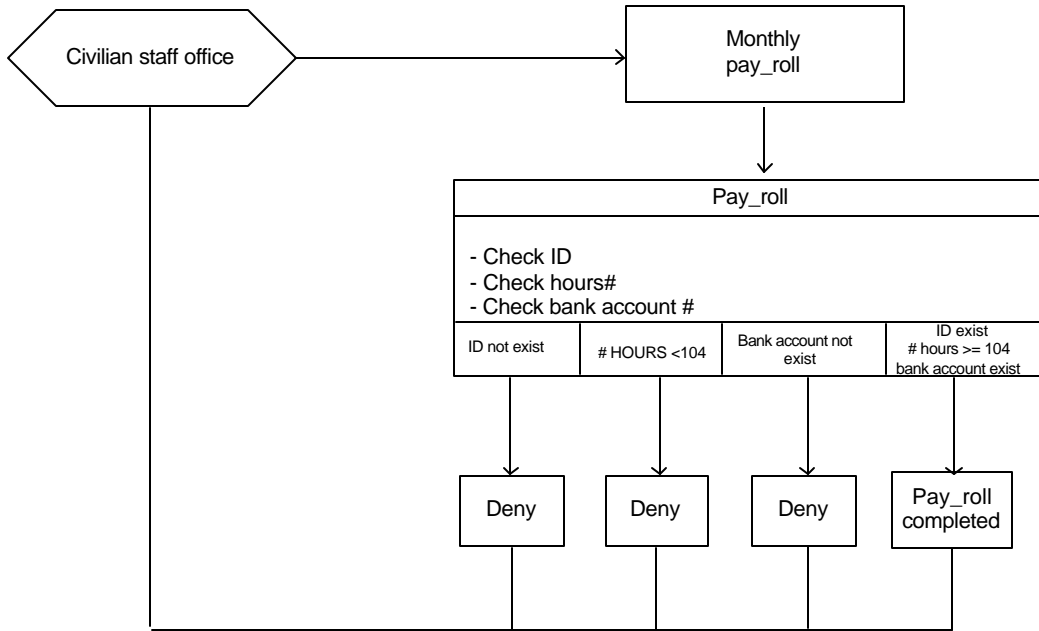 Civilian staff office
Monthly
pay_roll
Pay_roll
- Check ID
- Check hours#
- Check bank account #
ID not exist
# HOURS <104
Bank account not
exist
ID exist
# hours >= 104
bank account exist
Deny
Deny
Deny
Pay_roll
completed